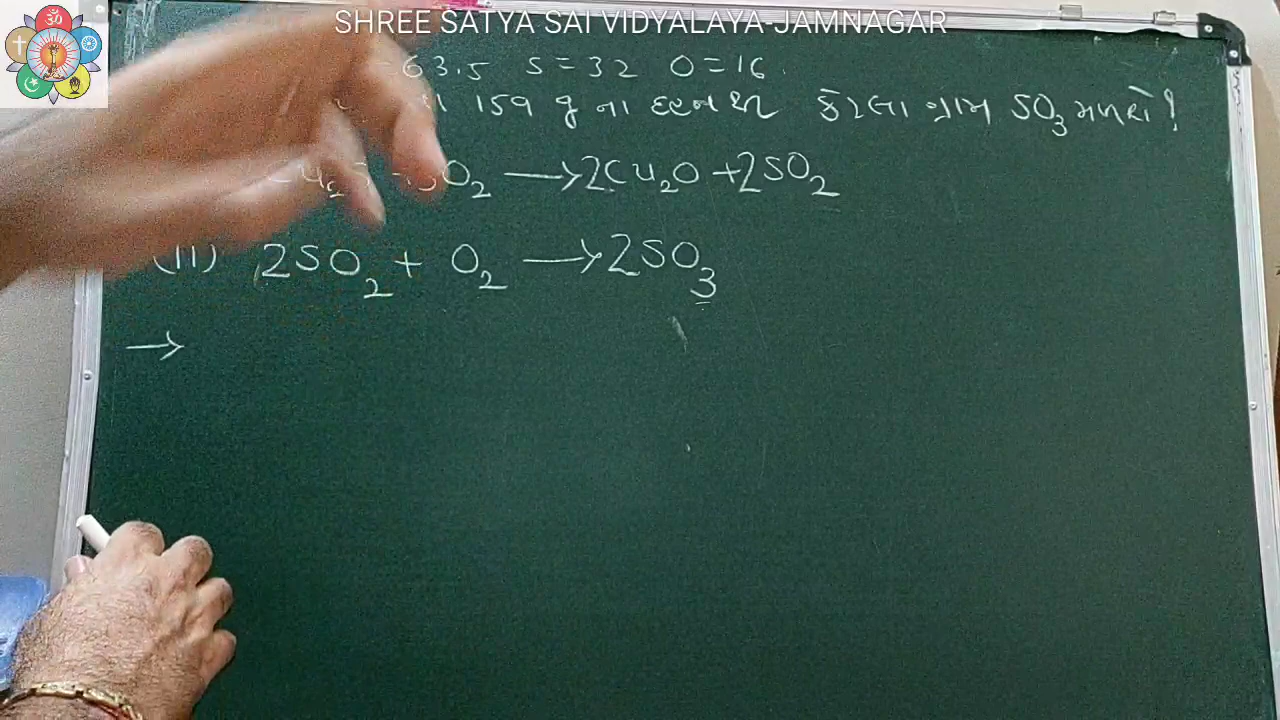 SHREE SATYA SAI VIDYALAYA-JAMNAGAR
63.5 S=32 O=16.
159 g ના દહનથી કેટલા ગ્રામ SO₃ મળશે?
O₂ → 2Cu₂O + 2SO₂
(II) 2SO₂ + O₂ → 2SO₃
→